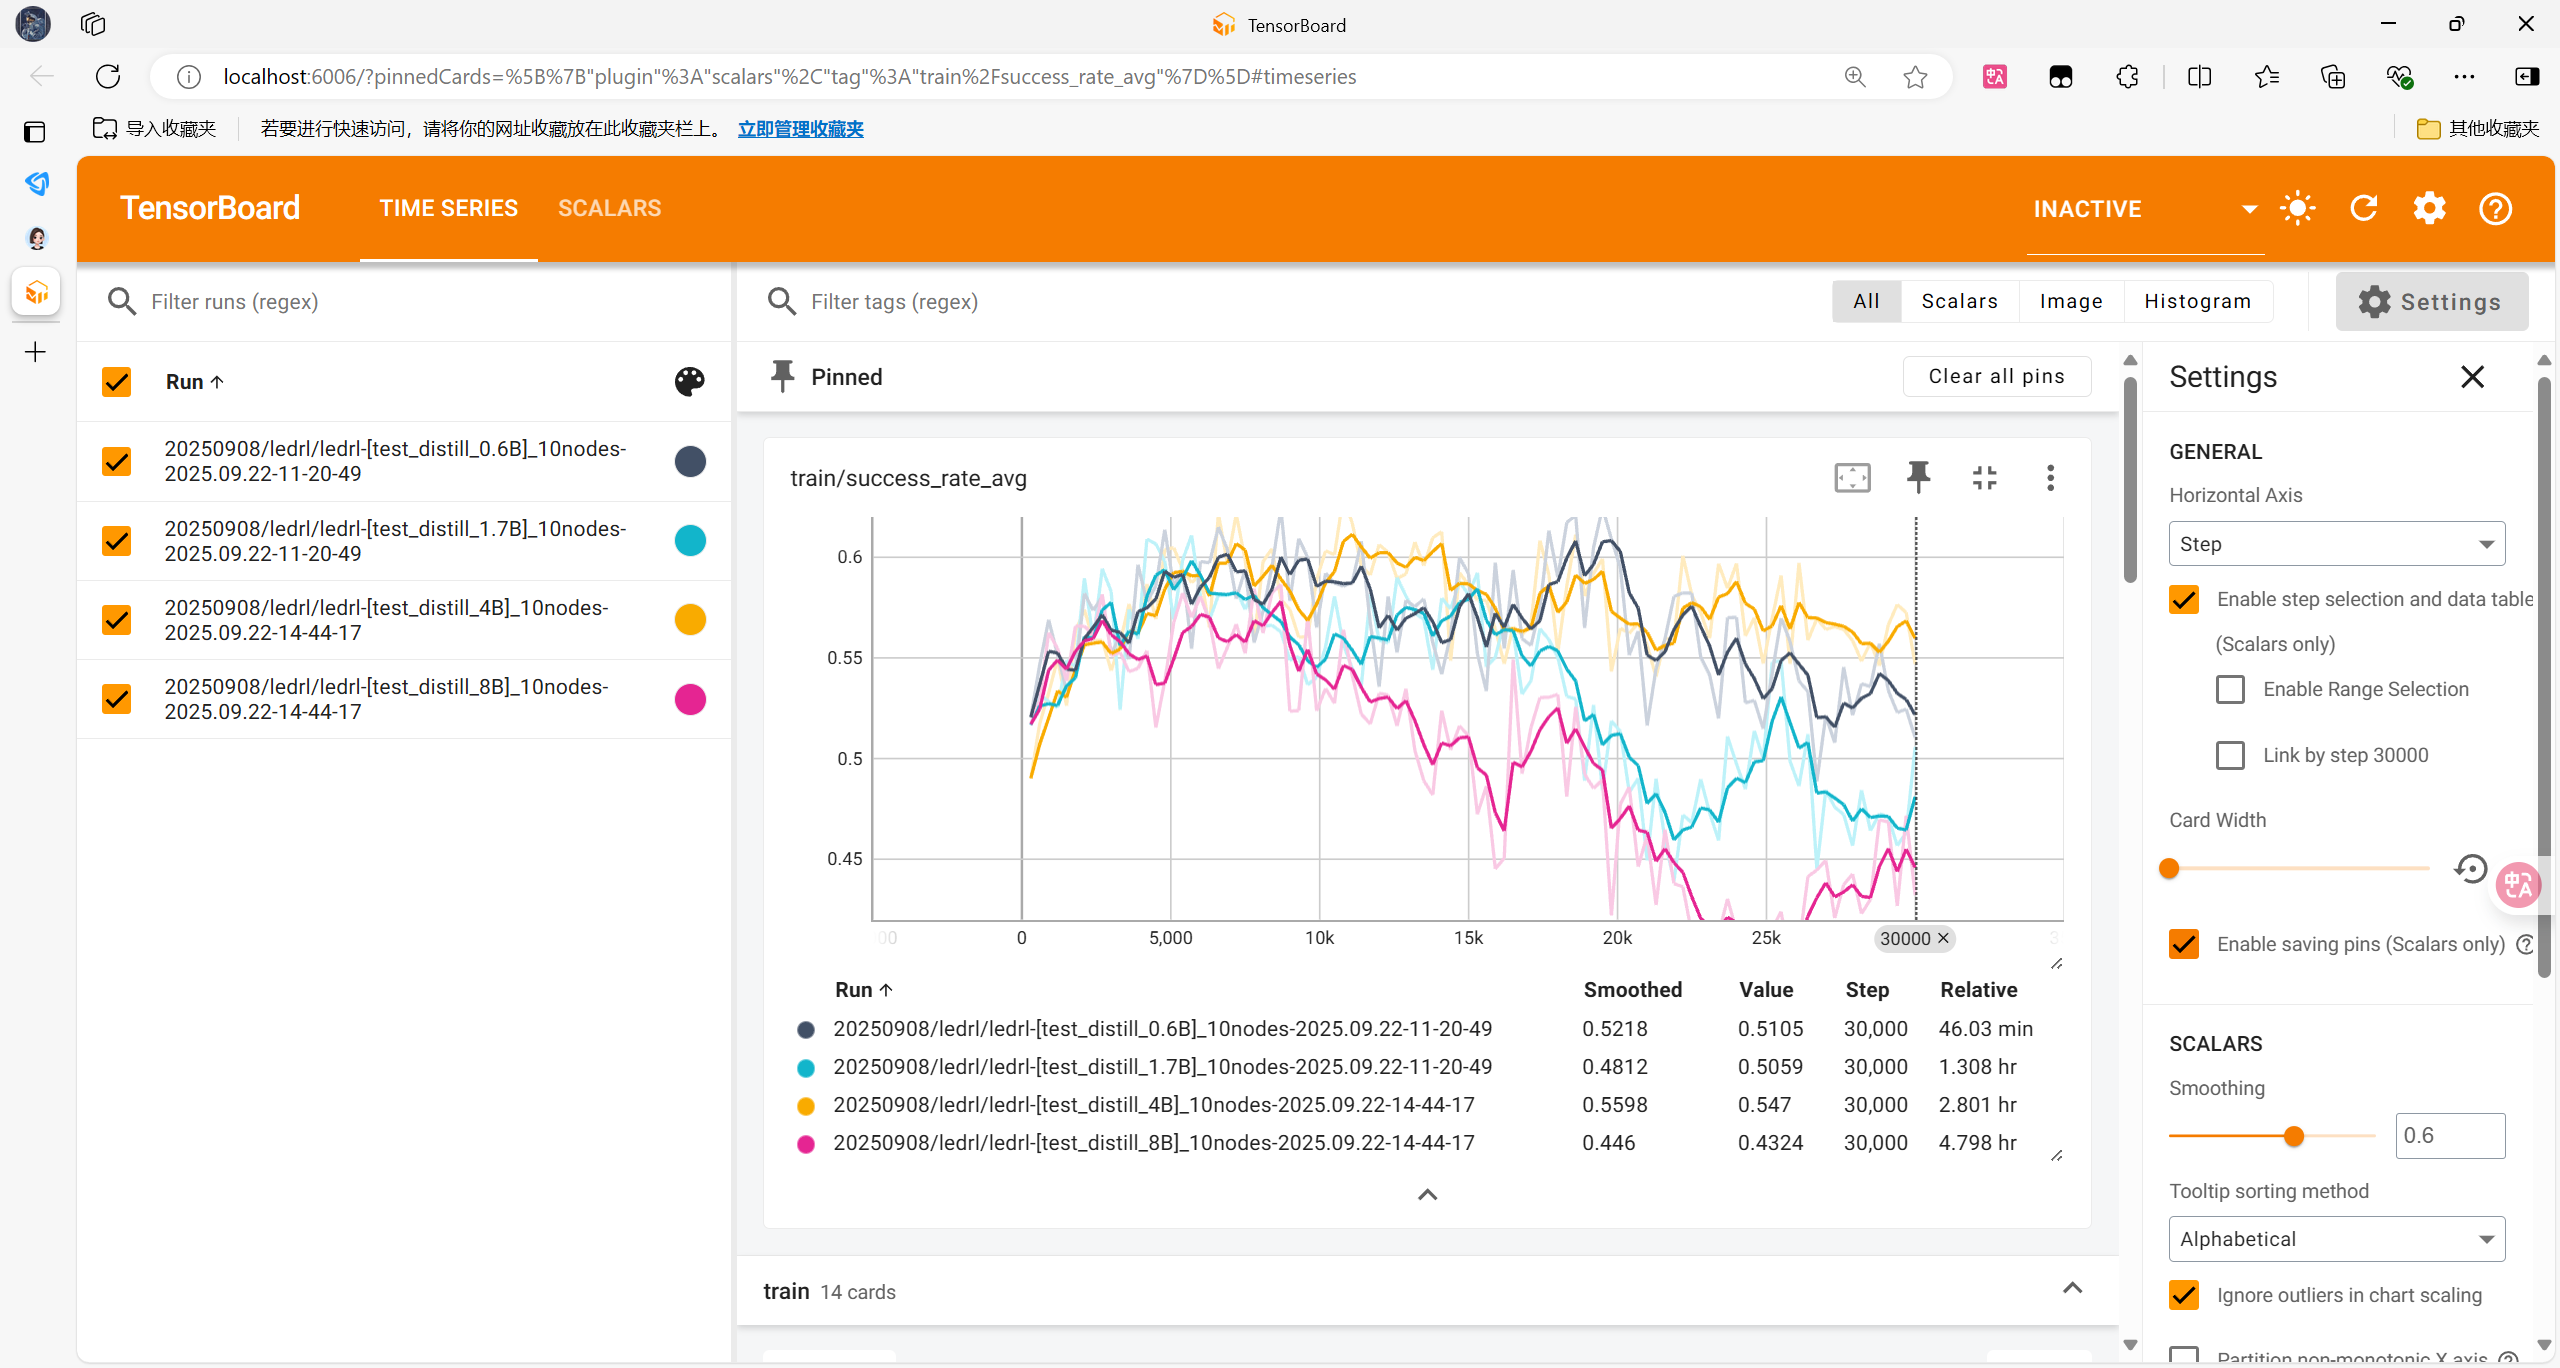 TensorBoard
localhost:6006/?pinnedCards=%5B%7B"plugin"%3A"scalars"%2C"tag"%3A"train%2Fsuccess_rate_avg"%7D%5D#timeseries
导入收藏夹
若要进行快速访问，请将你的网址收藏放在此收藏夹栏上。 立即管理收藏夹
其他收藏夹
TensorBoard
TIME SERIES
SCALARS
INACTIVE
Filter runs (regex)
Run
20250908/ledrl/ledrl-[test_distill_0.6B]_10nodes-
2025.09.22-11-20-49
20250908/ledrl/ledrl-[test_distill_1.7B]_10nodes-
2025.09.22-11-20-49
20250908/ledrl/ledrl-[test_distill_4B]_10nodes-
2025.09.22-14-44-17
20250908/ledrl/ledrl-[test_distill_8B]_10nodes-
2025.09.22-14-44-17
Filter tags (regex)
All
Scalars
Image
Histogram
Settings
Pinned
Clear all pins
train/success_rate_avg
0.6
0.55
0.5
0.45
00
0
5,000
10k
15k
20k
25k
30000 ✕
3
Run Smoothed Value Step Relative
20250908/ledrl/ledrl-[test_distill_0.6B]_10nodes-2025.09.22-11-20-49 0.5218 0.5105 30,000 46.03 min
20250908/ledrl/ledrl-[test_distill_1.7B]_10nodes-2025.09.22-11-20-49 0.4812 0.5059 30,000 1.308 hr
20250908/ledrl/ledrl-[test_distill_4B]_10nodes-2025.09.22-14-44-17 0.5598 0.547 30,000 2.801 hr
20250908/ledrl/ledrl-[test_distill_8B]_10nodes-2025.09.22-14-44-17 0.446 0.4324 30,000 4.798 hr
train 14 cards
Settings
GENERAL
Horizontal Axis
Step
Enable step selection and data table
(Scalars only)
Enable Range Selection
Link by step 30000
Card Width
Enable saving pins (Scalars only)
SCALARS
Smoothing
0.6
Tooltip sorting method
Alphabetical
Ignore outliers in chart scaling
Partition non-monotonic X axis